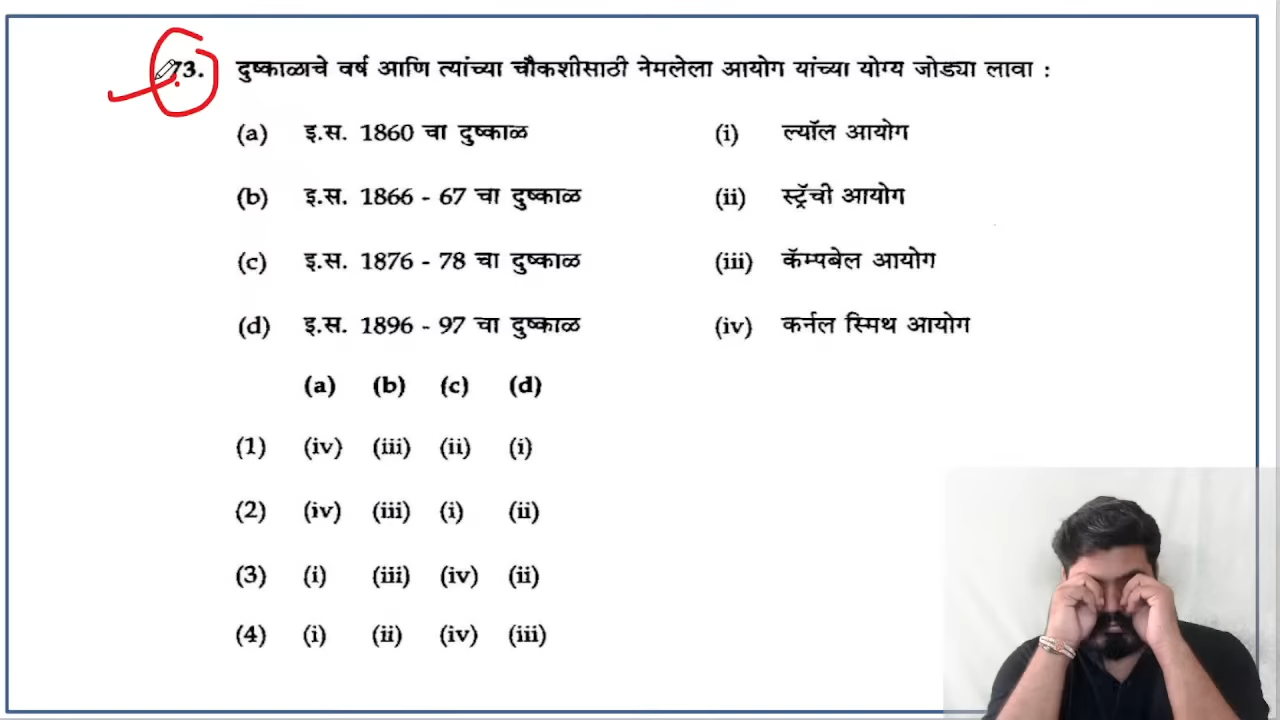 73. दुष्काळाचे वर्ष आणि त्यांच्या चौकशीसाठी नेमलेला आयोग यांच्या योग्य जोड्या लावा :
(a) इ.स. 1860 चा दुष्काळ (i) ल्यॉल आयोग
(b) इ.स. 1866 - 67 चा दुष्काळ (ii) स्ट्रॅची आयोग
(c) इ.स. 1876 - 78 चा दुष्काळ (iii) कॅम्पबेल आयोग
(d) इ.स. 1896 - 97 चा दुष्काळ (iv) कर्नल स्मिथ आयोग
(a) (b) (c) (d)
(1) (iv) (iii) (ii) (i)
(2) (iv) (iii) (i) (ii)
(3) (i) (iii) (iv) (ii)
(4) (i) (ii) (iv) (iii)